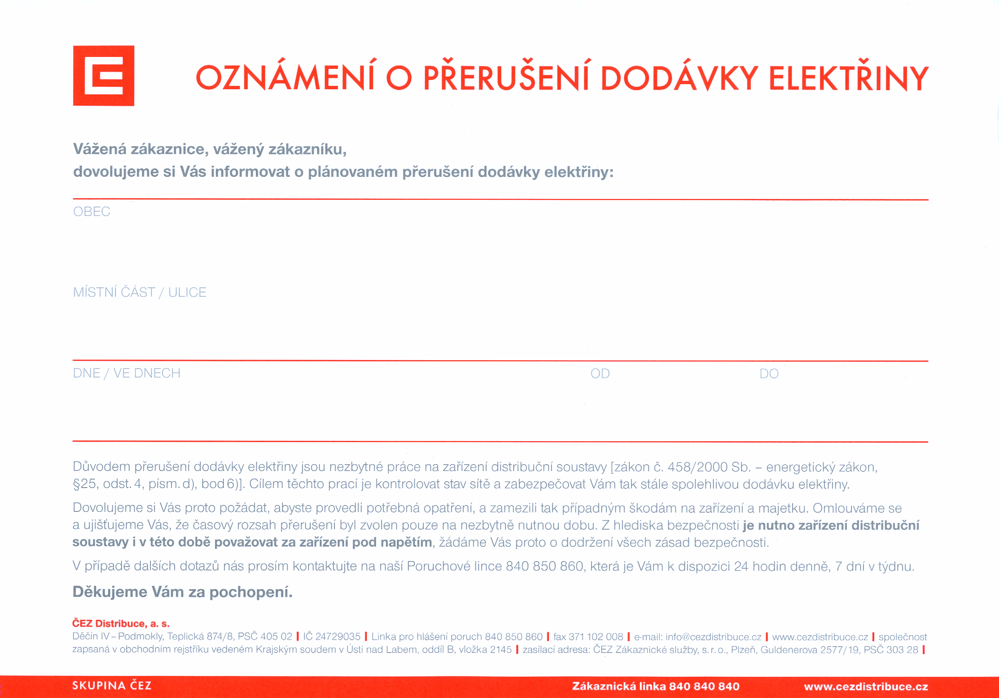 OZNÁMENÍ O PŘERUŠENÍ DODÁVKY ELEKTŘINY
Vážená zákaznice, vážený zákazníku,
dovolujeme si Vás informovat o plánovaném přerušení dodávky elektřiny:
OBEC
MÍSTNÍ ČÁST / ULICE
DNE / VE DNECH OD DO
Důvodem přerušení dodávky elektřiny jsou nezbytné práce na zařízení distribuční soustavy [zákon č. 458/2000 Sb. – energetický zákon,
§25, odst. 4, písm. d), bod 6)]. Cílem těchto prací je kontrolovat stav sítě a zabezpečovat Vám tak stále spolehlivou dodávku elektřiny.
Dovolujeme si Vás proto požádat, abyste provedli potřebná opatření, a zamezili tak případným škodám na zařízení a majetku. Omlouváme se
a ujišťujeme Vás, že časový rozsah přerušení byl zvolen pouze na nezbytně nutnou dobu. Z hlediska bezpečnosti je nutno zařízení distribuční
soustavy i v této době považovat za zařízení pod napětím, žádáme Vás proto o dodržení všech zásad bezpečnosti.
V případě dalších dotazů nás prosím kontaktujte na naší Poruchové lince 840 850 860, která je Vám k dispozici 24 hodin denně, 7 dní v týdnu.
Děkujeme Vám za pochopení.
ČEZ Distribuce, a. s.
Děčín IV – Podmokly, Teplická 874/8, PSČ 405 02 | IČ 24729035 | Linka pro hlášení poruch 840 850 860 | fax 371 102 008 | e-mail: info@cezdistribuce.cz | www.cezdistribuce.cz | společnost
zapsaná v obchodním rejstříku vedeném Krajským soudem v Ústí nad Labem, oddíl B, vložka 2145 | zasílací adresa: ČEZ Zákaznické služby, s. r. o., Plzeň, Guldenerova 2577/19, PSČ 303 28 |
SKUPINA ČEZ Zákaznická linka 840 840 840 www.cezdistribuce.cz